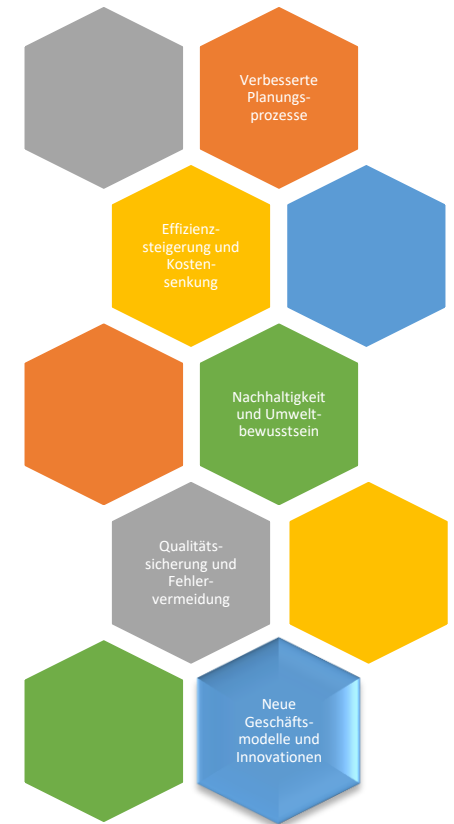 Verbesserte
Planungs-
prozesse
Effizienz-
steigerung und
Kosten-
senkung
Nachhaltigkeit
und Umwelt-
bewusstsein
Qualitäts-
sicherung und
Fehler-
vermeidung
Neue
Geschäfts-
modelle und
Innovationen